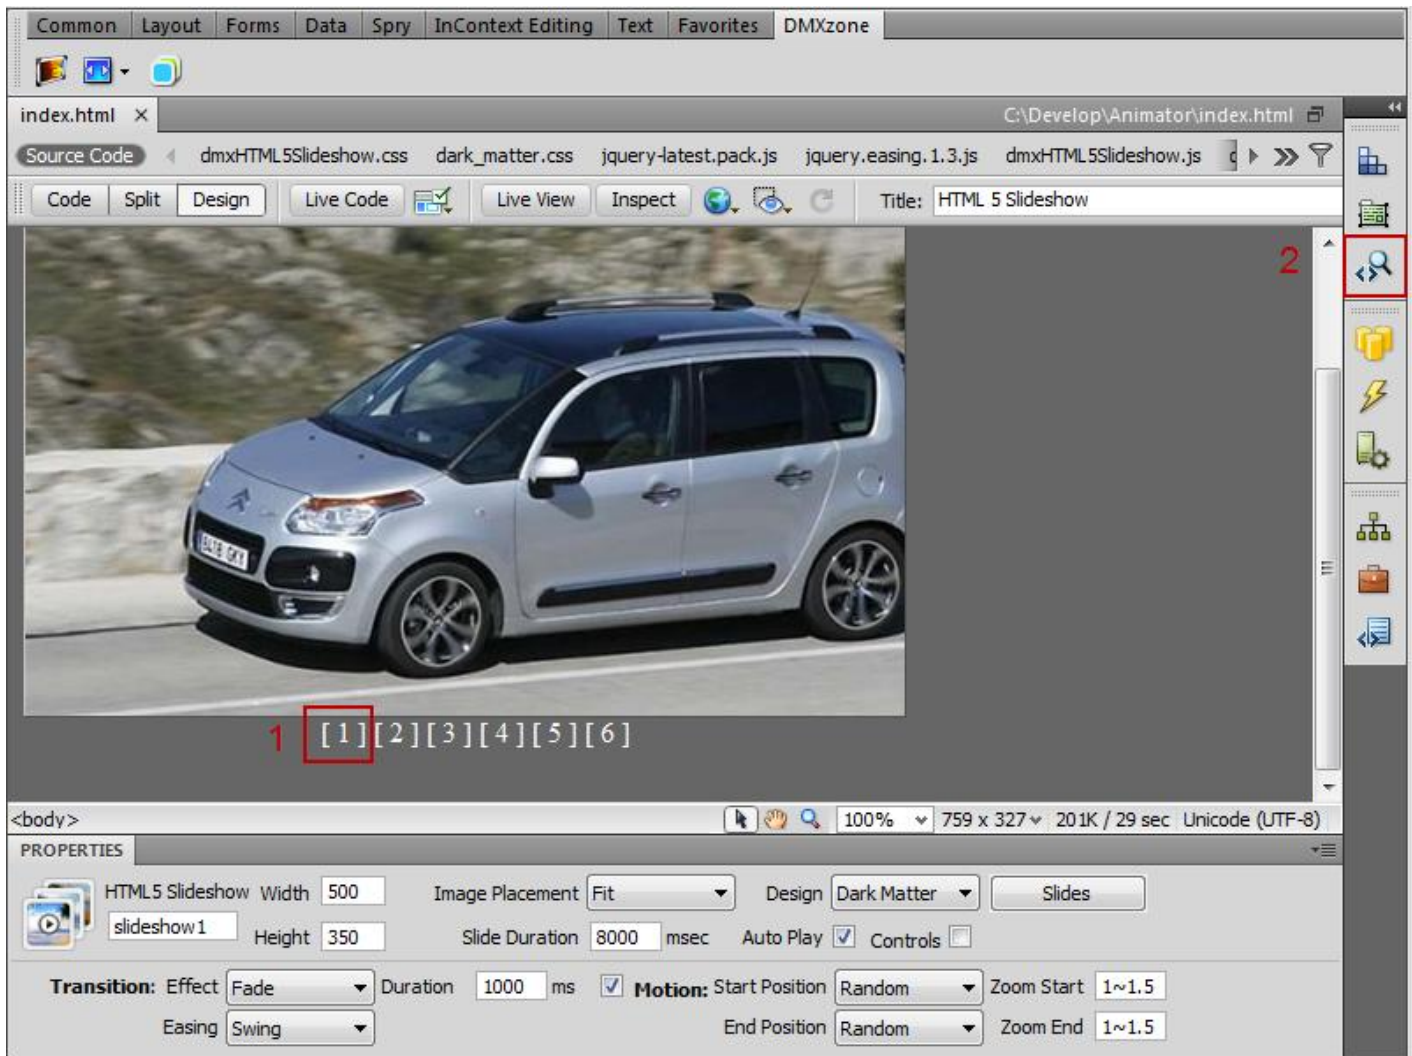 Common Layout Forms Data Spry InContext Editing Text Favorites DMXzone
index.html × C:\Develop\Animator\index.html
Source Code dmxHTML5Slideshow.css dark_matter.css jquery-latest.pack.js jquery.easing.1.3.js dmxHTML5Slideshow.js
Code Split Design Live Code Live View Inspect Title: HTML 5 Slideshow
2
1 [ 1 ] [ 2 ] [ 3 ] [ 4 ] [ 5 ] [ 6 ]
<body> 100% 759 x 327 201K / 29 sec Unicode (UTF-8)
PROPERTIES
HTML5 Slideshow Width 500 Image Placement Fit Design Dark Matter Slides
slideshow1 Height 350 Slide Duration 8000 msec Auto Play Controls
Transition: Effect Fade Duration 1000 ms Motion: Start Position Random Zoom Start 1~1.5
Easing Swing End Position Random Zoom End 1~1.5